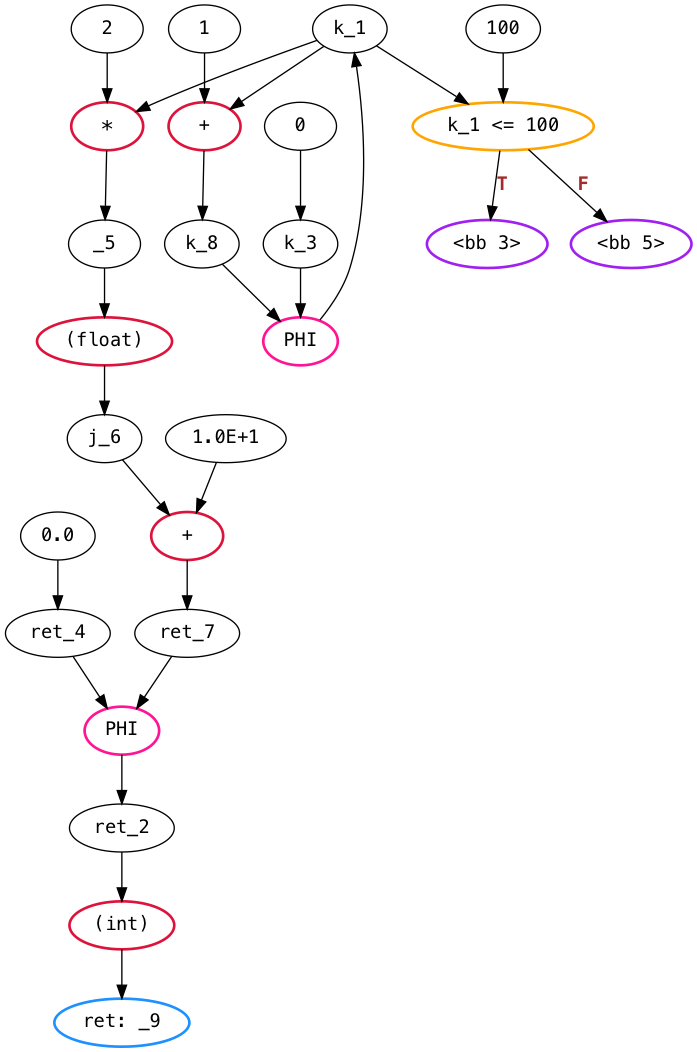 2
1
k_1
100
*
+
0
k_1 <= 100
T
F
_5
k_8
k_3
<bb 3>
<bb 5>
(float)
PHI
j_6
1.0E+1
0.0
+
ret_4
ret_7
PHI
ret_2
(int)
ret: _9